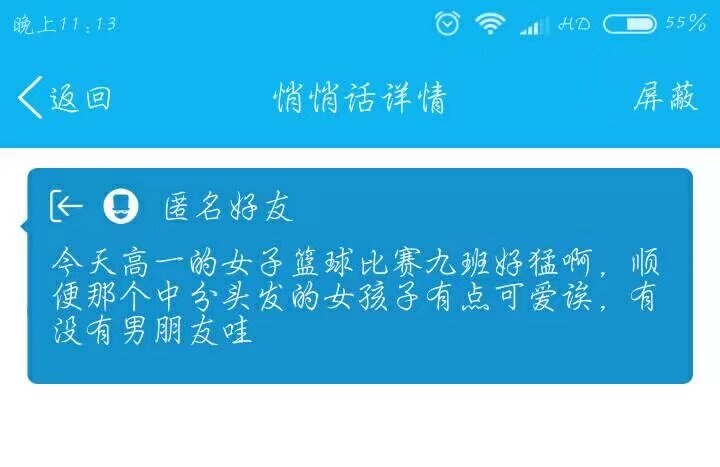 晚上11:13 HD 55%
返回 悄悄话详情 屏蔽
匿名好友
今天高一的女子篮球比赛九班好猛啊，顺
便那个中分头发的女孩子有点可爱诶，有
没有男朋友哇